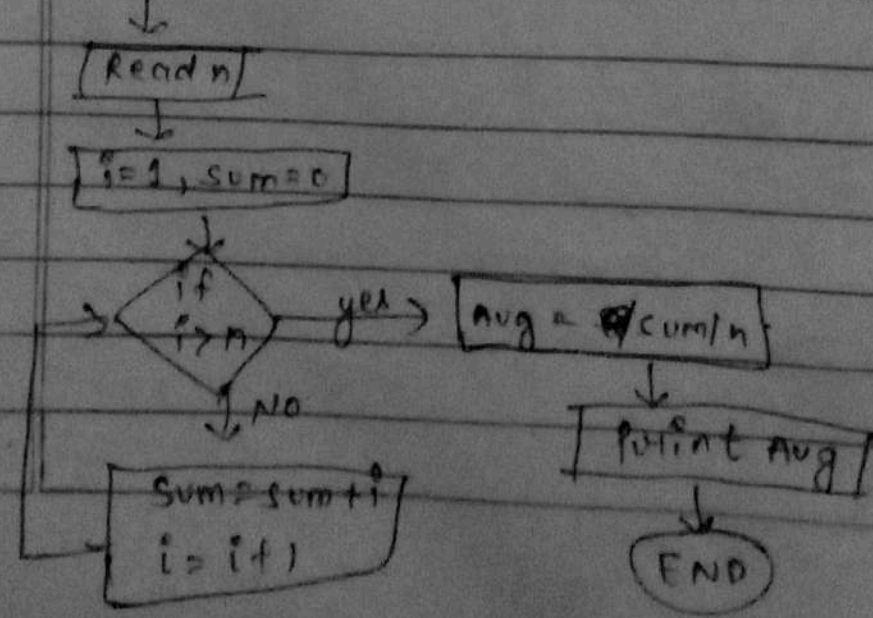 Read n
i=1, sum=0
if
i>n
yes
Avg = sum/n
NO
Print Avg
sum=sum+i
i=i+1
END